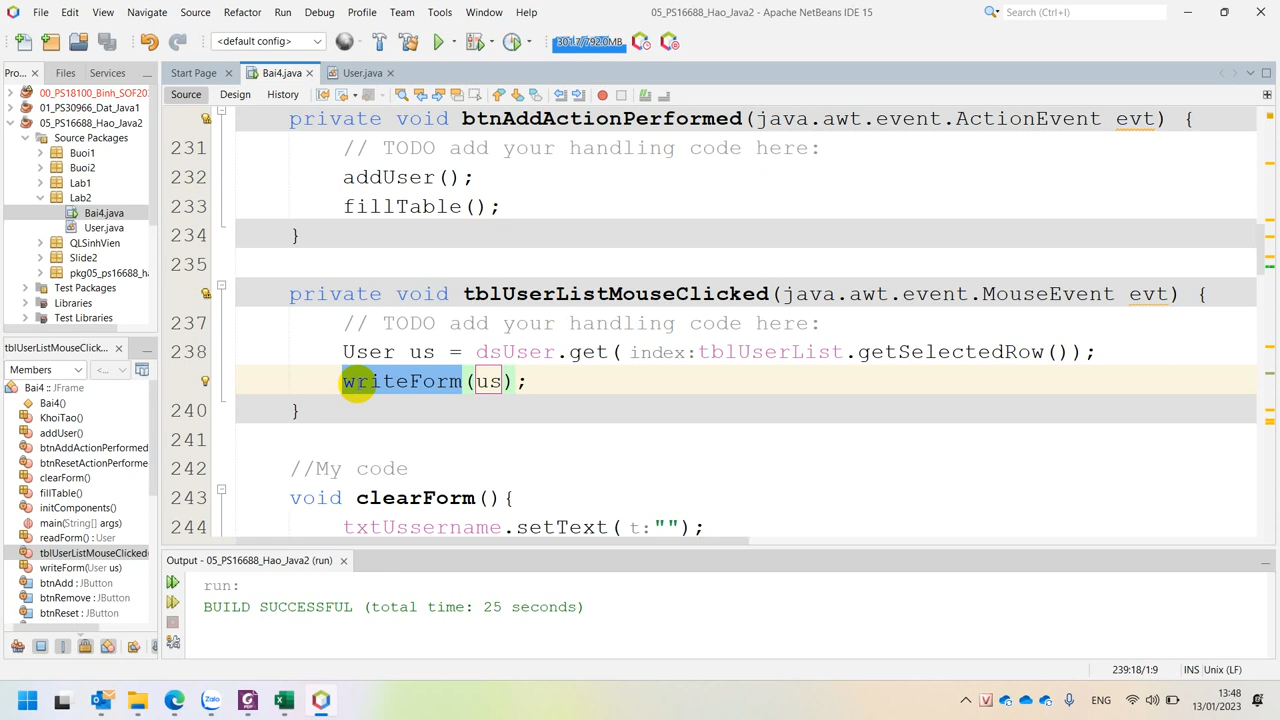 File Edit View Navigate Source Refactor Run Debug Profile Team Tools Window Help
05_PS16688_Hao_Java2 - Apache NetBeans IDE 15
Search (Ctrl+I)
<default config>
301.7/792.0MB
Pro...
Files
Services
Start Page
Bai4.java
User.java
00_PS18100_Binh_SOF20
01_PS30966_Dat_Java1
05_PS16688_Hao_Java2
Source Packages
Buoi1
Buoi2
Lab1
Lab2
Bai4.java
User.java
QLSinhVien
Slide2
pkg05_ps16688_ha
Test Packages
Libraries
Test Libraries
Source Design History
private void btnAddActionPerformed(java.awt.event.ActionEvent evt) {
231 // TODO add your handling code here:
232 addUser();
233 fillTable();
234 }
235
private void tblUserListMouseClicked(java.awt.event.MouseEvent evt) {
237 // TODO add your handling code here:
238 User us = dsUser.get(index:tblUserList.getSelectedRow());
writeForm(us);
240 }
241
242 //My code
243 void clearForm(){
244 txtUssername.setText(t:"");
tblUserListMouseClick...
Members
<...
Bai4 :: JFrame
Bai4()
KhoiTao()
addUser()
btnAddActionPerformed
btnResetActionPerforme
clearForm()
fillTable()
initComponents()
main(String[] args)
readForm() : User
tblUserListMouseClicked(
writeForm(User us)
btnAdd : JButton
btnRemove : JButton
btnReset : JButton
Output - 05_PS16688_Hao_Java2 (run)
run:
BUILD SUCCESSFUL (total time: 25 seconds)
239:18/1:9
INS
Unix (LF)
Zalo
ENG
13:48
13/01/2023